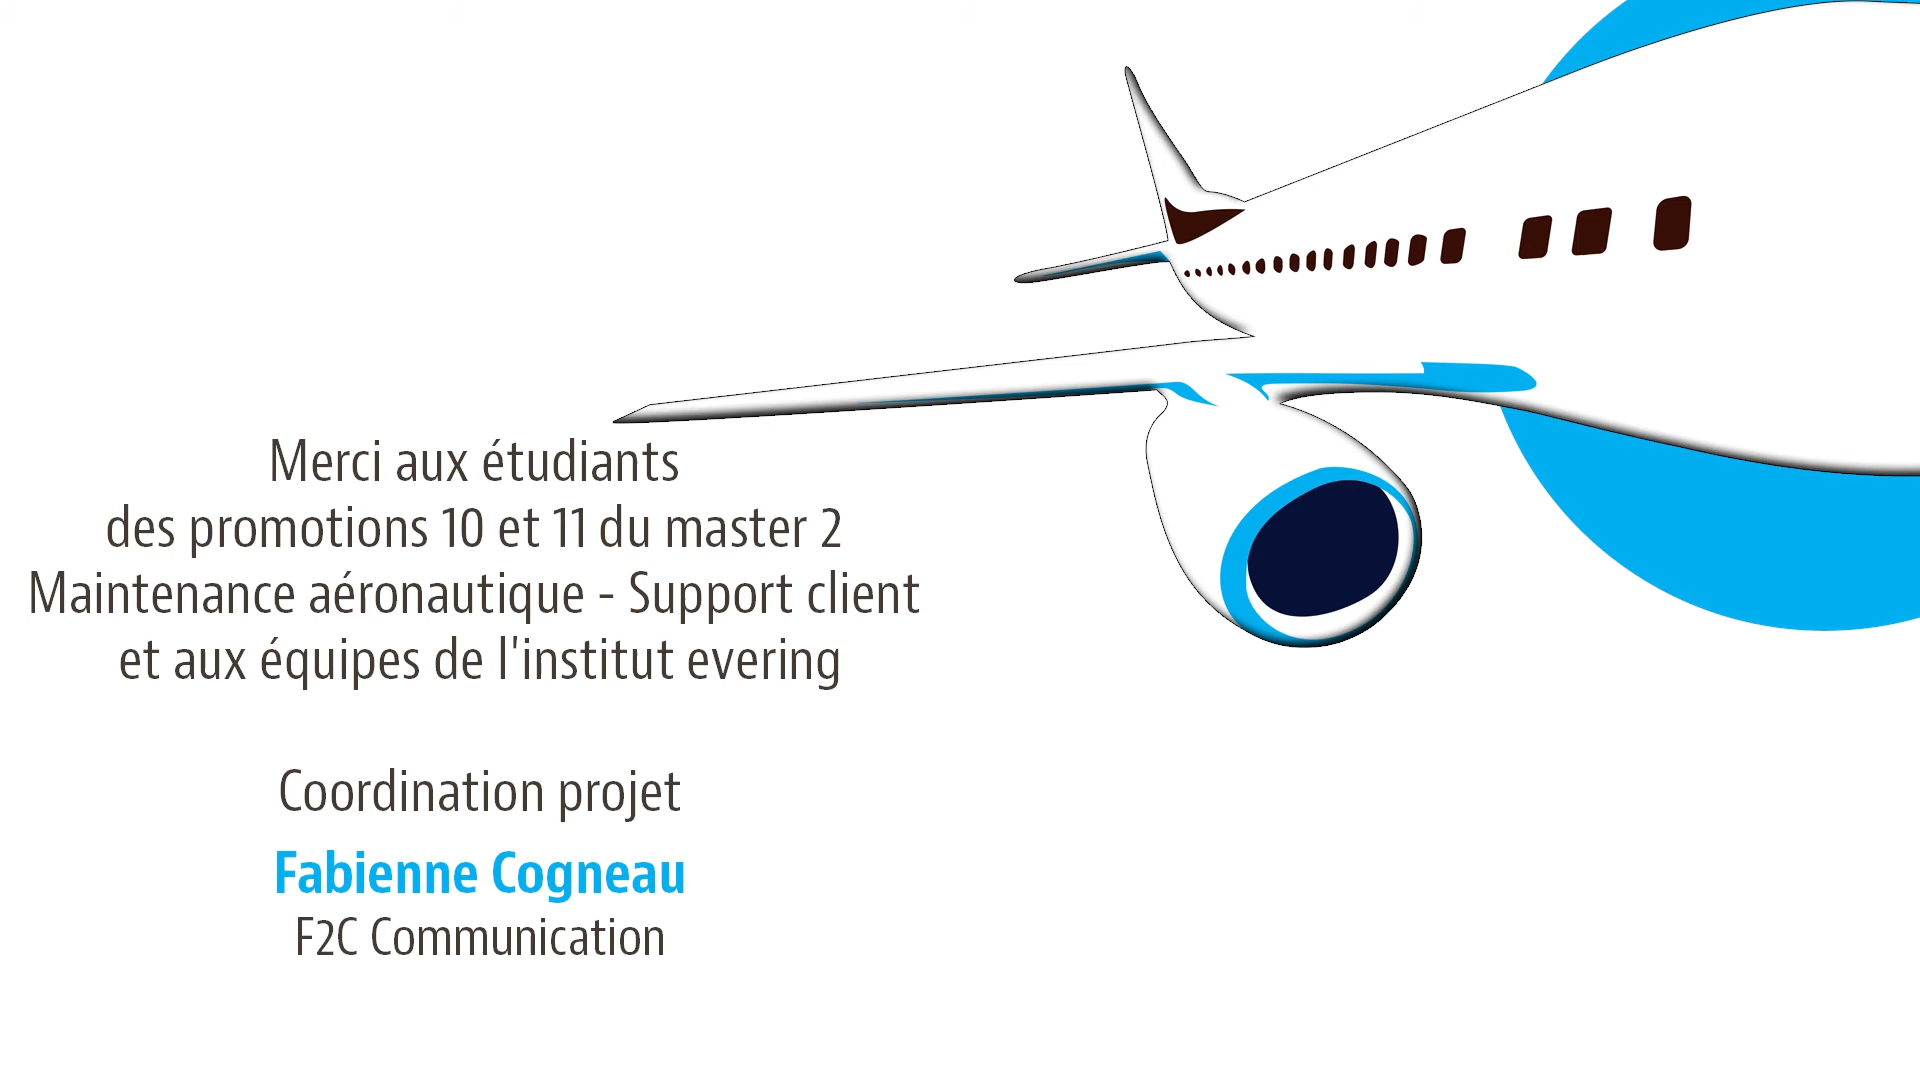 Merci aux étudiants
des promotions 10 et 11 du master 2
Maintenance aéronautique - Support client
et aux équipes de l'institut evering
Coordination projet
Fabienne Cogneau
F2C Communication